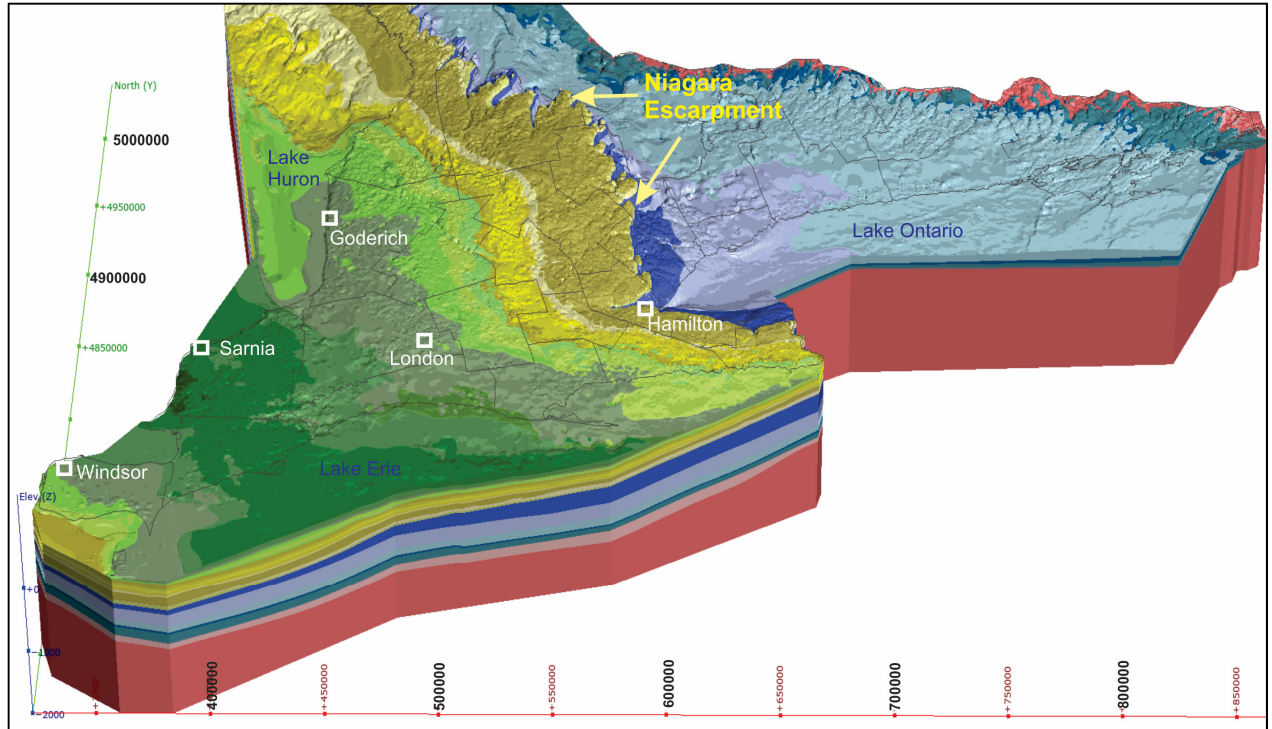 North (Y)
5000000
+4950000
4900000
+4850000
Niagara
Escarpment
Lake
Huron
Goderich
Lake Ontario
Hamilton
London
Sarnia
Lake Erie
Windsor
Elev (Z)
+0
-1000
-2000
400000
+450000
500000
+550000
600000
+650000
700000
+750000
800000
+850000